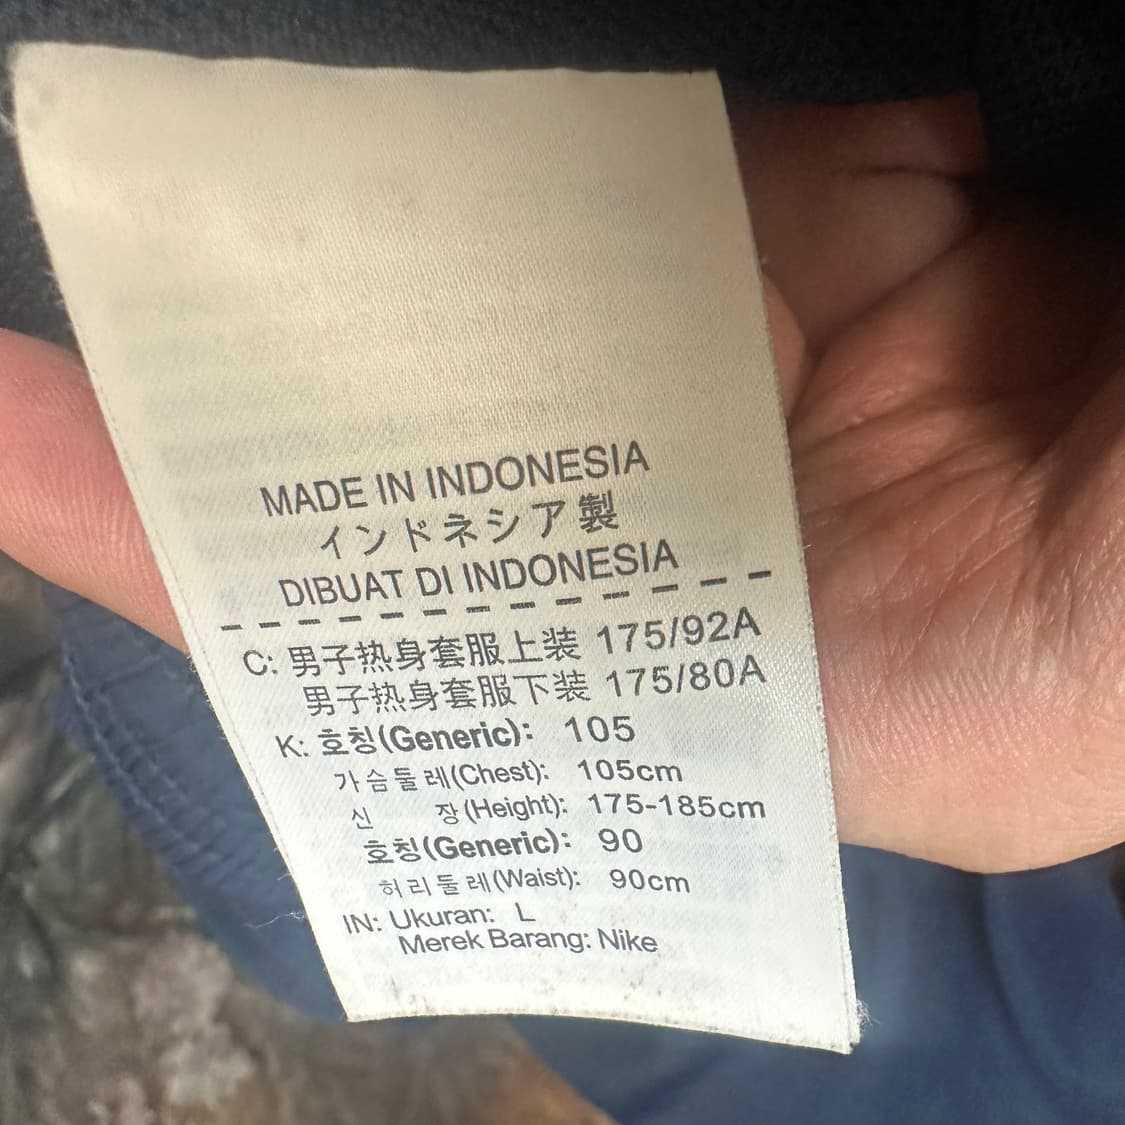 MADE IN INDONESIA
インドネシア製
DIBUAT DI INDONESIA
C: 男子热身套服上装 175/92A
男子热身套服下装 175/80A
K: 호칭(Generic): 105
가슴둘레(Chest): 105cm
신 장(Height): 175-185cm
호칭(Generic): 90
허리둘레(Waist): 90cm
IN: Ukuran: L
Merek Barang: Nike